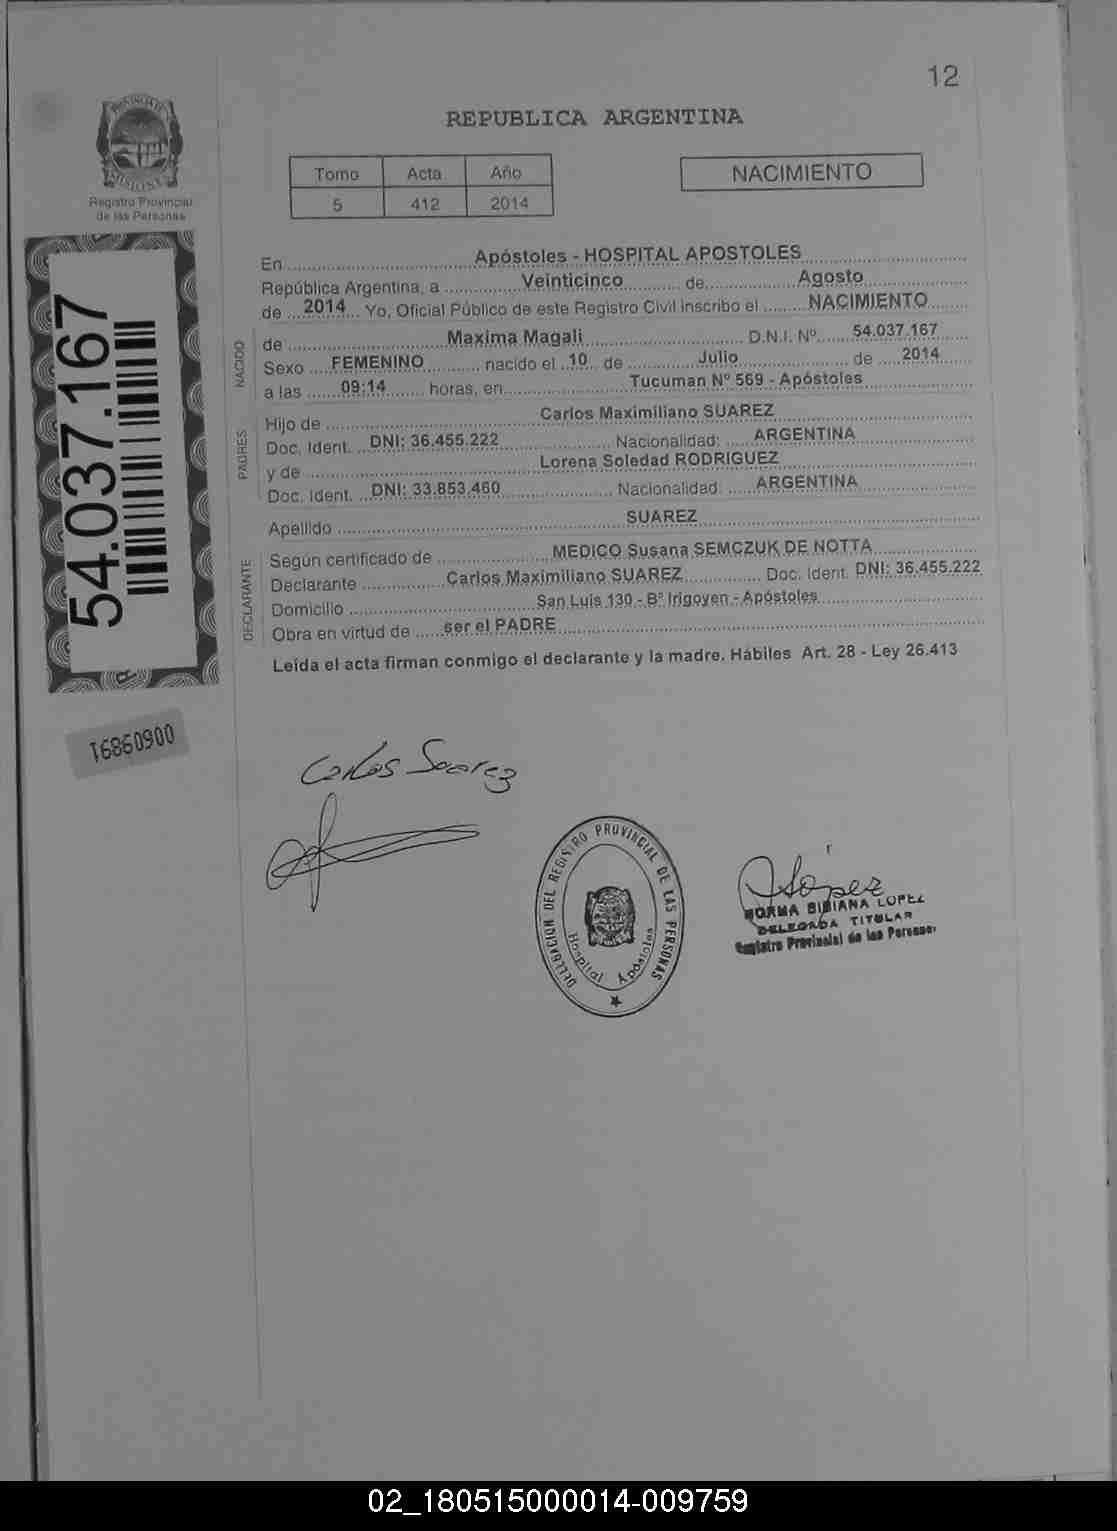 12
PROVINCIA DE
MISIONES
Registro Provincial
de las Personas
REPUBLICA ARGENTINA
Tomo Acta Año
5 412 2014
NACIMIENTO
54.037.167
En Apóstoles - HOSPITAL APOSTOLES
República Argentina, a Veinticinco de Agosto
de 2014 Yo, Oficial Público de este Registro Civil inscribo el NACIMIENTO
NACIDO
de Maxima Magali D.N.I. Nº 54.037.167
Sexo FEMENINO nacido el 10 de Julio de 2014
a las 09:14 horas, en Tucuman Nº 569 - Apóstoles
PADRES
Hijo de Carlos Maximiliano SUAREZ
Doc. Ident. DNI: 36.455.222 Nacionalidad: ARGENTINA
y de Lorena Soledad RODRIGUEZ
Doc. Ident. DNI: 33.853.460 Nacionalidad: ARGENTINA
Apellido SUAREZ
DECLARANTE
Según certificado de MEDICO Susana SEMCZUK DE NOTTA
Declarante Carlos Maximiliano SUAREZ Doc. Ident. DNI: 36.455.222
Domicilio San Luis 130 - Bº Irigoyen - Apóstoles
Obra en virtud de ser el PADRE
Leída el acta firman conmigo el declarante y la madre. Hábiles Art. 28 - Ley 26.413
00609891
Carlos Suarez
DELEGACION DEL REGISTRO PROVINCIAL DE LAS PERSONAS
Hospital Apóstoles
López
NORMA BIBIANA LOPEZ
DELEGADA TITULAR
Registro Provincial de las Personas
02_180515000014-009759